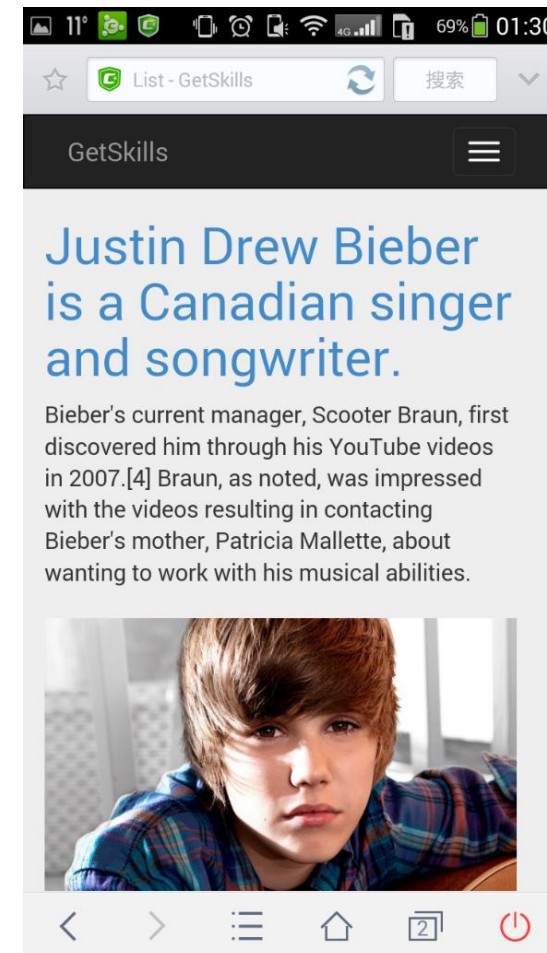 11° 4G 69% 01:30
List - GetSkills 搜索
GetSkills
Justin Drew Bieber
is a Canadian singer
and songwriter.
Bieber's current manager, Scooter Braun, first
discovered him through his YouTube videos
in 2007.[4] Braun, as noted, was impressed
with the videos resulting in contacting
Bieber's mother, Patricia Mallette, about
wanting to work with his musical abilities.
2